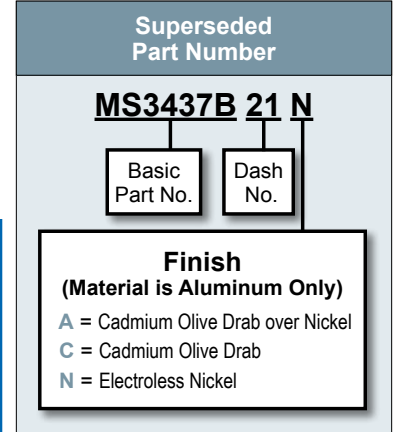 Superseded
Part Number
MS3437B 21 N
Basic
Part No.
Dash
No.
Finish
(Material is Aluminum Only)
A = Cadmium Olive Drab over Nickel
C = Cadmium Olive Drab
N = Electroless Nickel